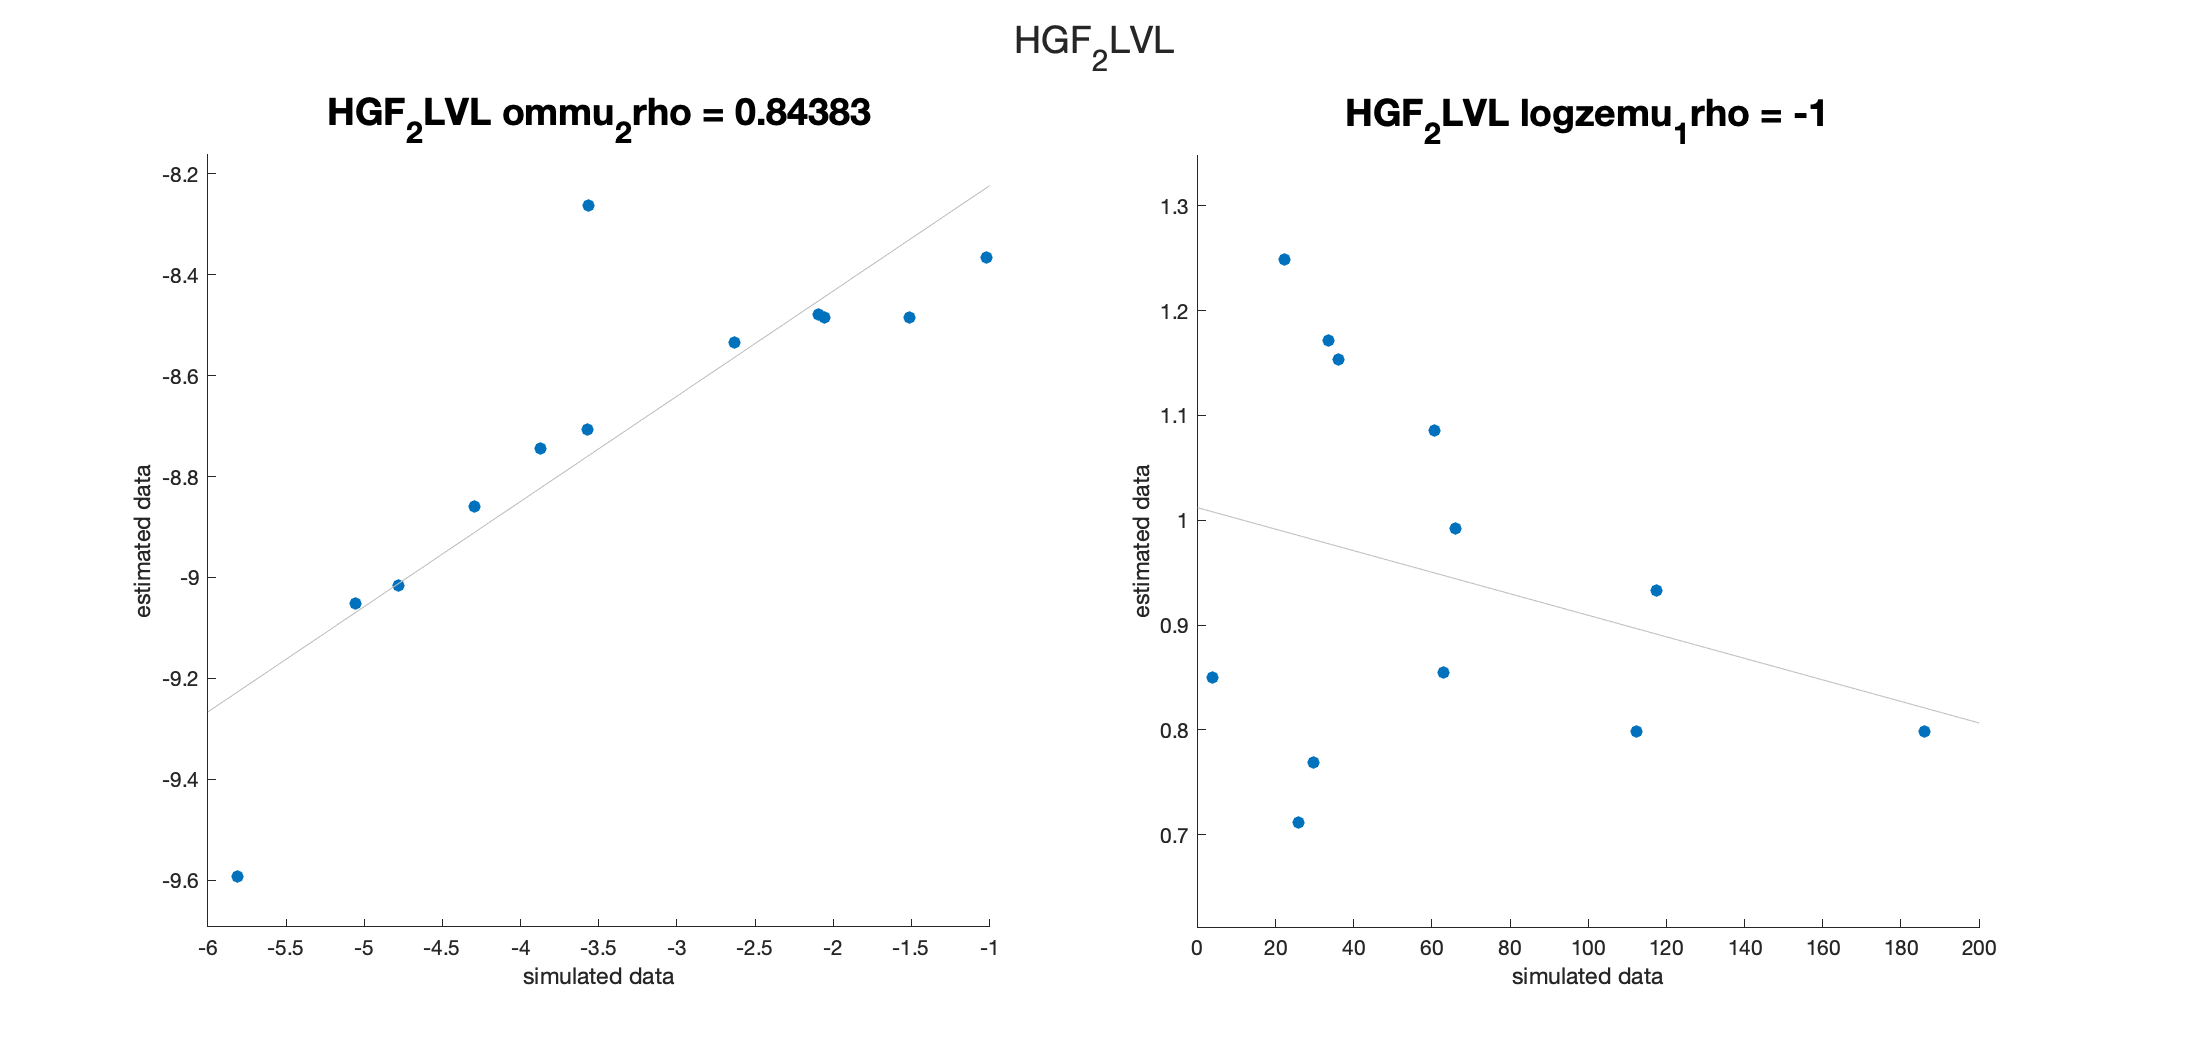 HGF₂LVL
HGF₂LVL ommu₂rho = 0.84383
-8.2
-8.4
-8.6
-8.8
-9
-9.2
-9.4
-9.6
estimated data
-6 -5.5 -5 -4.5 -4 -3.5 -3 -2.5 -2 -1.5 -1
simulated data
HGF₂LVL logzemu₁rho = -1
1.3
1.2
1.1
1
0.9
0.8
0.7
estimated data
0 20 40 60 80 100 120 140 160 180 200
simulated data